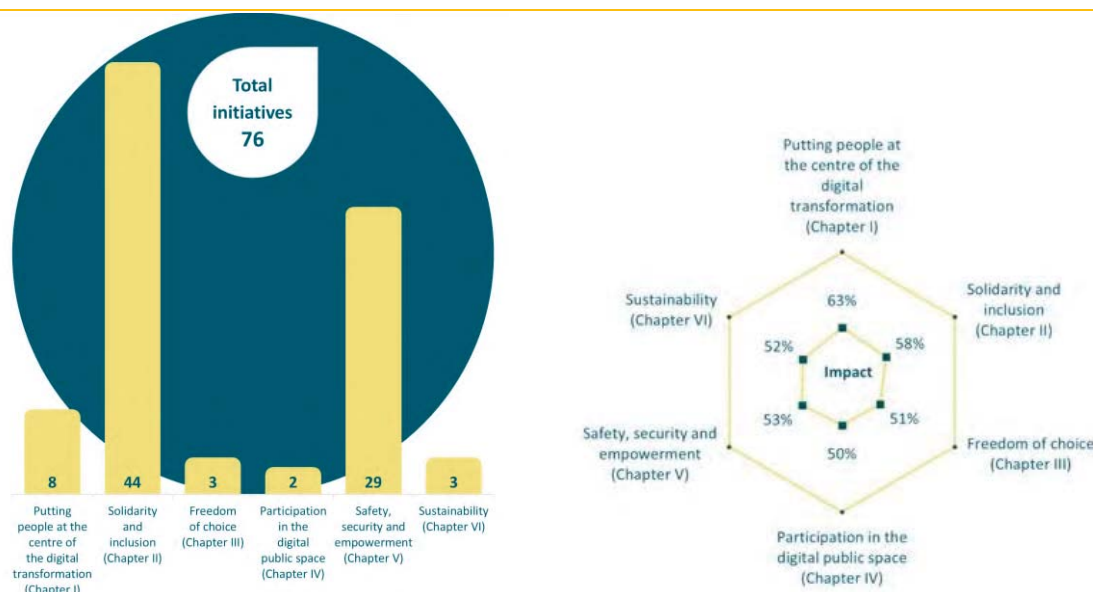 Total
initiatives
76
8
44
3
2
29
3
Putting
people at the
centre of
the digital
transformation
(Chapter I)
Solidarity
and
inclusion
(Chapter II)
Freedom
of choice
(Chapter III)
Participation
in the
digital
public space
(Chapter IV)
Safety,
security and
empowerment
(Chapter V)
Sustainability
(Chapter VI)
Putting people at
the centre of the
digital
transformation
(Chapter I)
Sustainability
(Chapter VI)
Solidarity and
inclusion
(Chapter II)
63%
52%
58%
Impact
53%
51%
50%
Safety, security and
empowerment
(Chapter V)
Freedom of choice
(Chapter III)
Participation in the
digital public space
(Chapter IV)